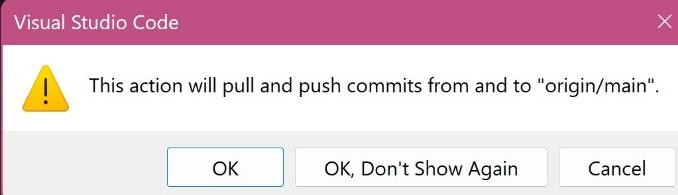 Visual Studio Code
This action will pull and push commits from and to "origin/main".
OK
OK, Don't Show Again
Cancel